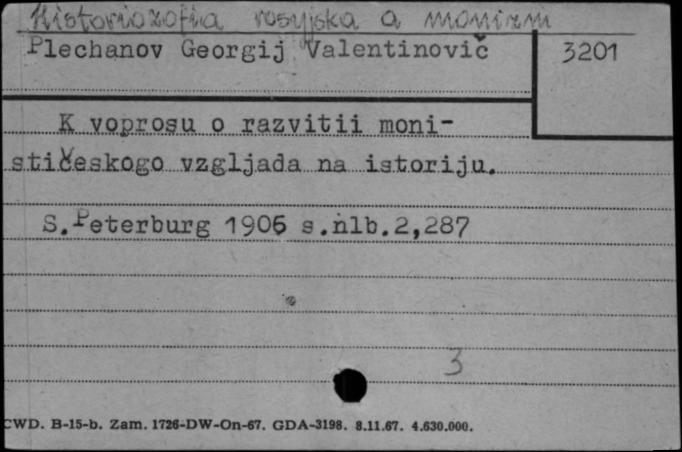 Historiozofia rosyjska a monizm
Plechanov Georgij Valentinovič 3201
K voprosu o razvitii moni-
stičeskogo vzgljada na istoriju.
S.Peterburg 1906 s.nlb.2,287
3
CWD. B-15-b. Zam. 1726-DW-On-67. GDA-3198. 8.11.67. 4.630.000.